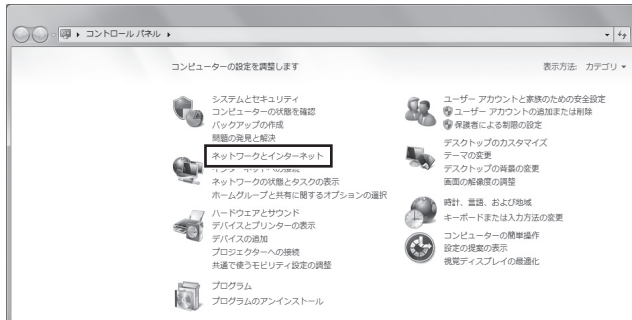 コントロール パネル
コンピューターの設定を調整します
表示方法: カテゴリ
システムとセキュリティ
コンピューターの状態を確認
バックアップの作成
問題の発見と解決
ネットワークとインターネット
インターネットへの接続
ネットワークの状態とタスクの表示
ホームグループと共有に関するオプションの選択
ハードウェアとサウンド
デバイスとプリンターの表示
デバイスの追加
プロジェクターへの接続
共通で使うモビリティ設定の調整
プログラム
プログラムのアンインストール
ユーザー アカウントと家族のための安全設定
ユーザー アカウントの追加または削除
保護者による制限の設定
デスクトップのカスタマイズ
テーマの変更
デスクトップの背景の変更
画面の解像度の調整
時計、言語、および地域
キーボードまたは入力方法の変更
コンピューターの簡単操作
設定の提案の表示
視覚ディスプレイの最適化